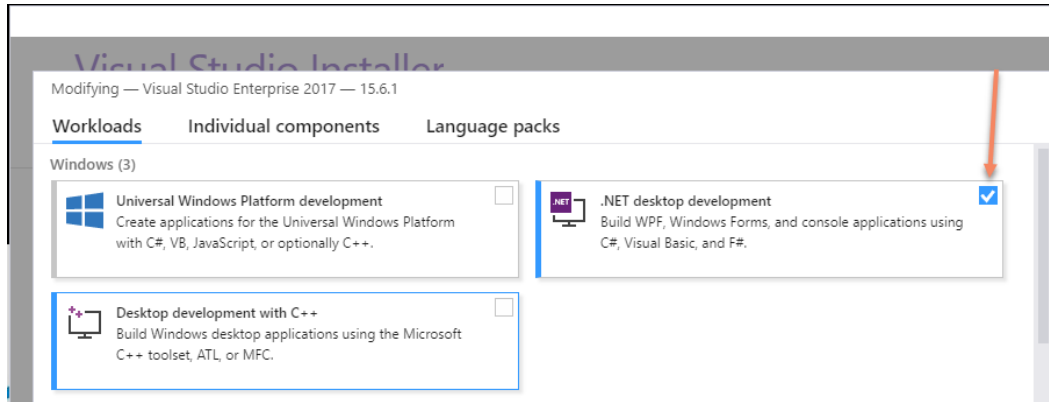 Visual Studio Installer
Modifying — Visual Studio Enterprise 2017 — 15.6.1
Workloads Individual components Language packs
Windows (3)
Universal Windows Platform development
Create applications for the Universal Windows Platform
with C#, VB, JavaScript, or optionally C++.
.NET
.NET desktop development
Build WPF, Windows Forms, and console applications using
C#, Visual Basic, and F#.
Desktop development with C++
Build Windows desktop applications using the Microsoft
C++ toolset, ATL, or MFC.